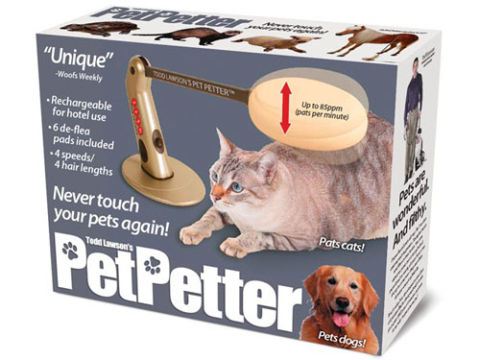 Never touch
your pets again!
"Unique"
-Woofs Weekly
TODD LAWSON'S PET PETTER™
Up to 85ppm
(pats per minute)
• Rechargeable
for hotel use
• 6 de-flea
pads included
• 4 speeds/
4 hair lengths
Never touch
your pets again!
Pats cats!
Todd Lawson's
PetPetter
Pets dogs!
Pets are
wonderful.
And filthy.